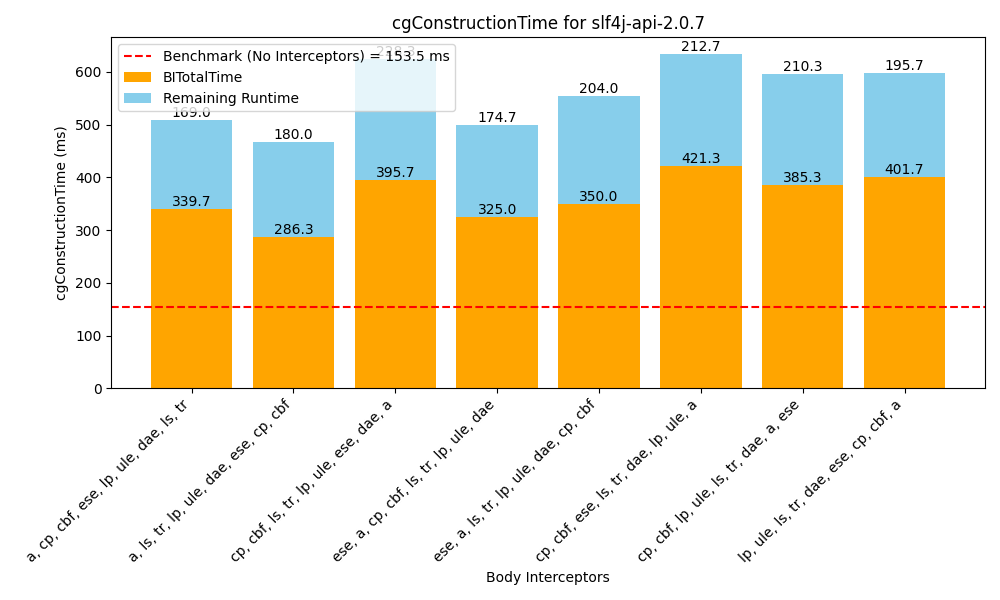 cgConstructionTime for slf4j-api-2.0.7
Benchmark (No Interceptors) = 153.5 ms
BITotalTime
Remaining Runtime
cgConstructionTime (ms)
600
500
400
300
200
100
0
169.0
180.0
174.7
204.0
212.7
210.3
195.7
339.7
286.3
395.7
325.0
350.0
421.3
385.3
401.7
a, cp, cbf, ese, lp, ule, dae, ls, tr
a, ls, tr, lp, ule, dae, ese, cp, cbf
cp, cbf, ls, tr, lp, ule, ese, dae, a
ese, a, cp, cbf, ls, tr, lp, ule, dae
ese, a, ls, tr, lp, ule, dae, cp, cbf
cp, cbf, ese, ls, tr, dae, lp, ule, a
cp, cbf, lp, ule, ls, tr, dae, a, ese
lp, ule, ls, tr, dae, ese, cp, cbf, a
Body Interceptors